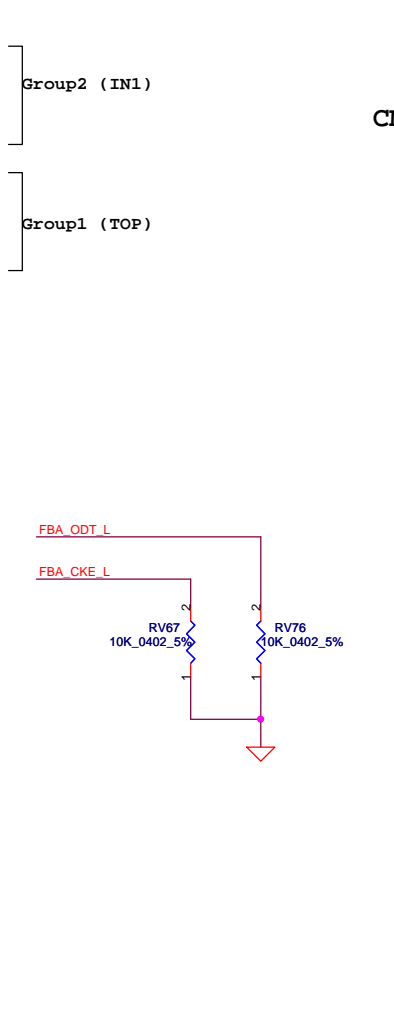 Group2 (IN1)
Group1 (TOP)
FBA_ODT_L
FBA_CKE_L
2
2
RV67
10K_0402_5%
RV76
10K_0402_5%
1
1